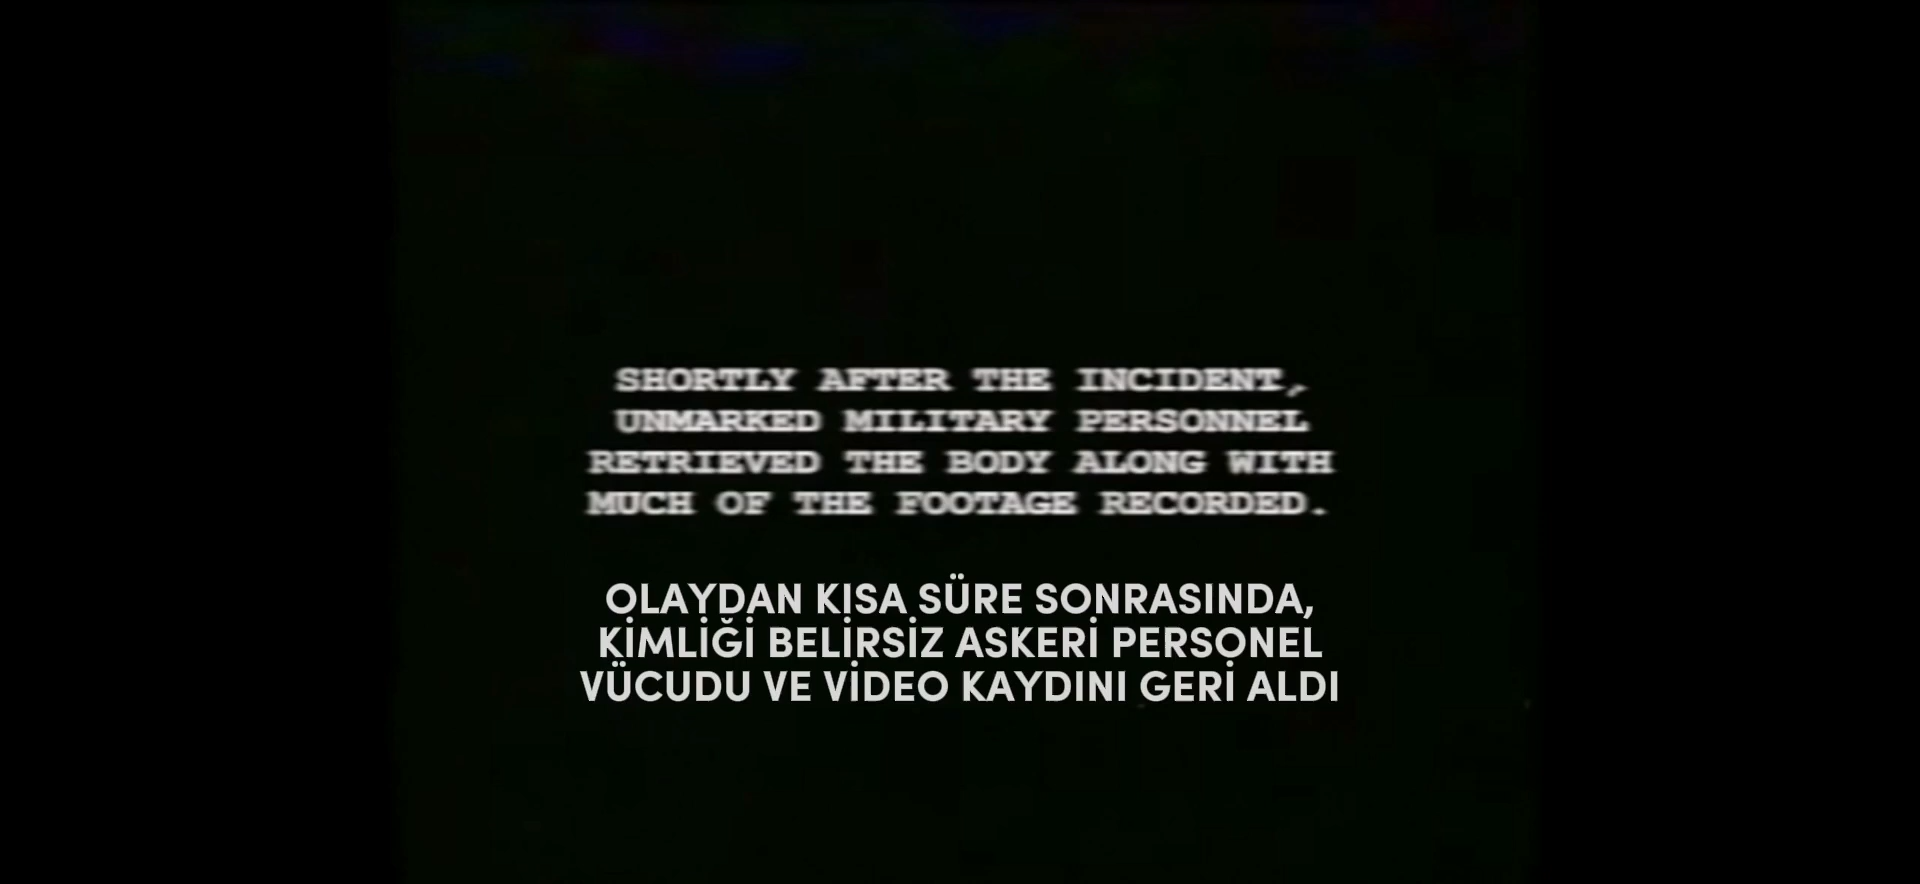 SHORTLY AFTER THE INCIDENT,
UNMARKED MILITARY PERSONNEL
RETRIEVED THE BODY ALONG WITH
MUCH OF THE FOOTAGE RECORDED.
OLAYDAN KISA SÜRE SONRASINDA,
KİMLİĞİ BELİRSİZ ASKERİ PERSONEL
VÜCUDU VE VİDEO KAYDINI GERİ ALDI